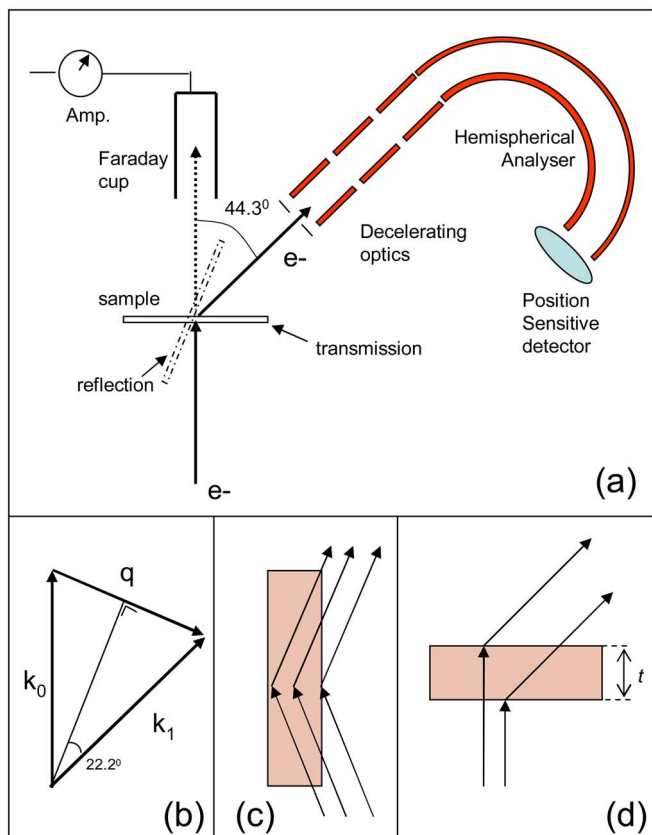 Amp.
Faraday
cup
44.3⁰
Hemispherical
Analyser
e-
Decelerating
optics
Position
Sensitive
detector
sample
transmission
reflection
e-
(a)
q
k₀
k₁
22.2⁰
(b)
(c)
t
(d)